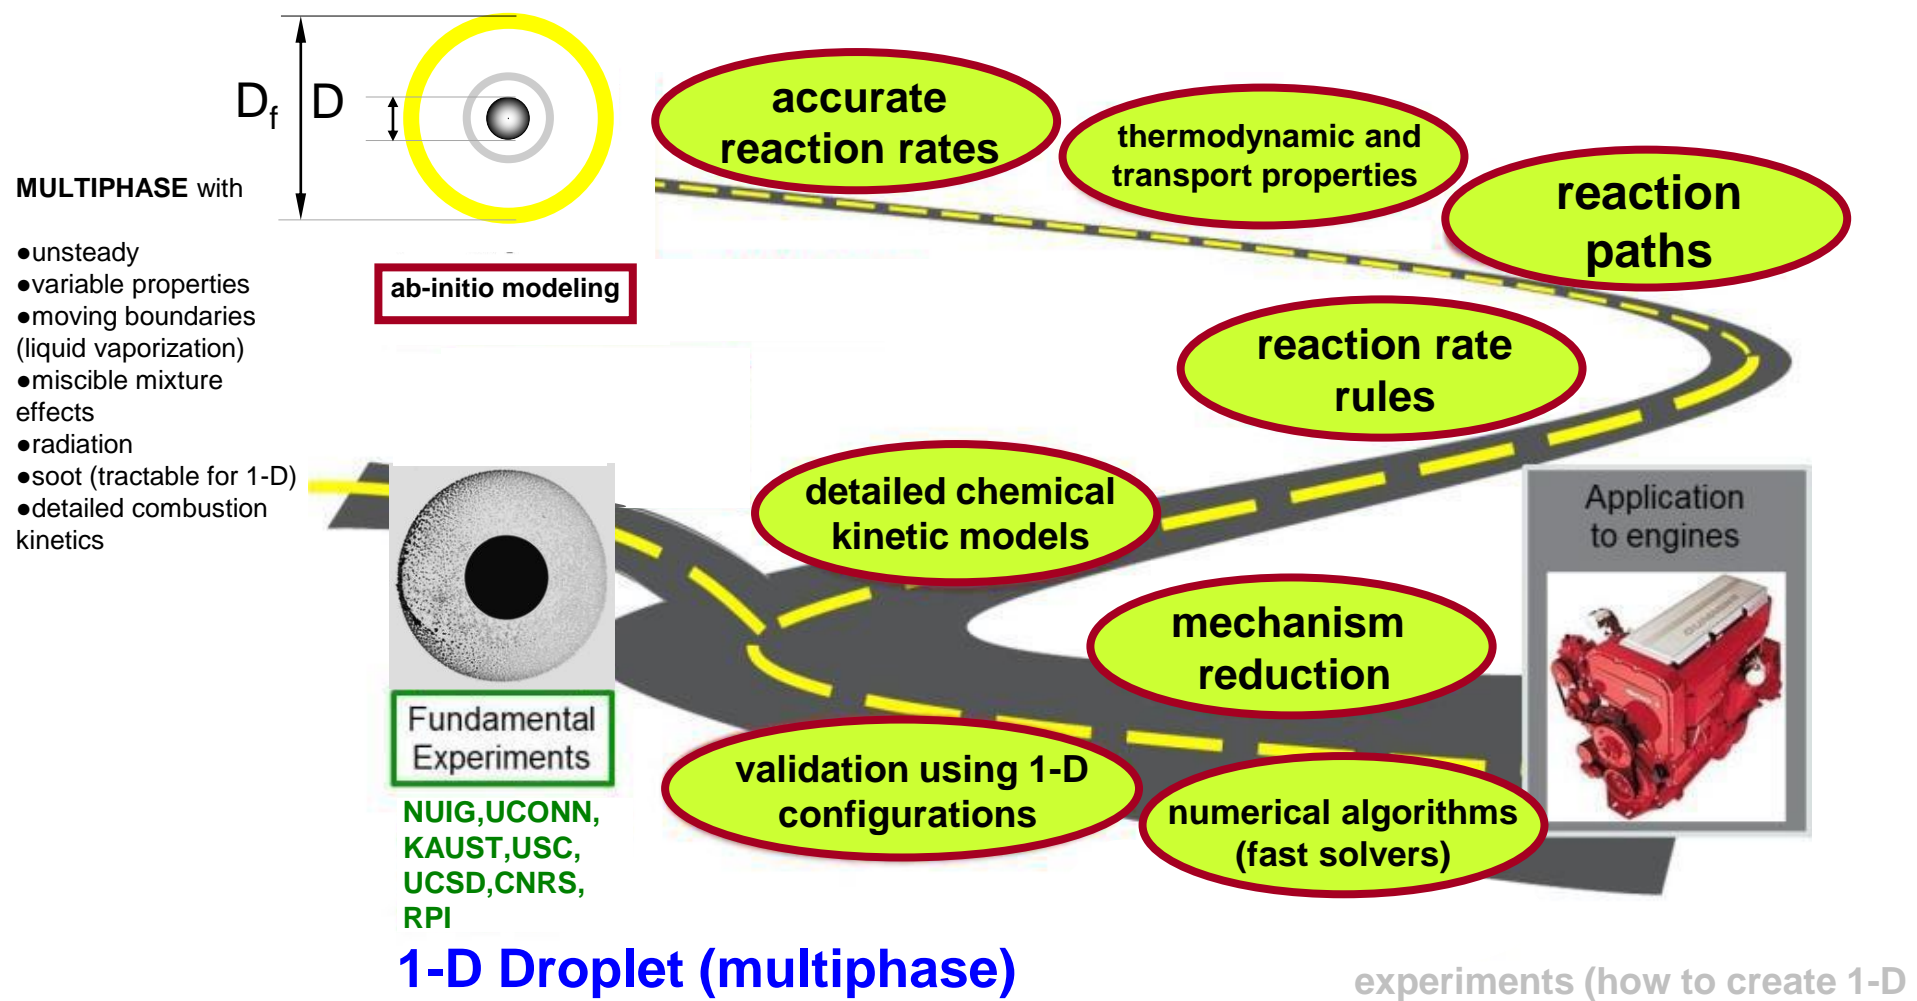 D
f
D
MULTIPHASE with
●unsteady
●variable properties
●moving boundaries
(liquid vaporization)
●miscible mixture
effects
●radiation
●soot (tractable for 1-D)
●detailed combustion
kinetics
ab-initio modeling
accurate
reaction rates
thermodynamic and
transport properties
reaction
paths
reaction rate
rules
detailed chemical
kinetic models
mechanism
reduction
validation using 1-D
configurations
numerical algorithms
(fast solvers)
Application
to engines
Fundamental
Experiments
NUIG,UCONN,
KAUST,USC,
UCSD,CNRS,
RPI
1-D Droplet (multiphase)
experiments (how to create 1-D